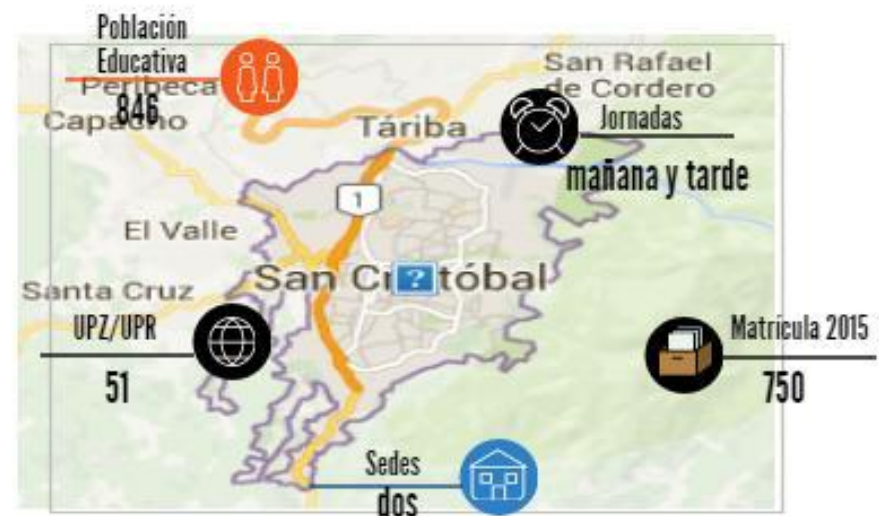 Población
Educativa
846
Peribeca
Capacho
San Rafael
de Cordero
Jornadas
mañana y tarde
Táriba
1
El Valle
San Cristóbal
Santa Cruz
UPZ/UPR
51
Matrícula 2015
750
Sedes
dos
?